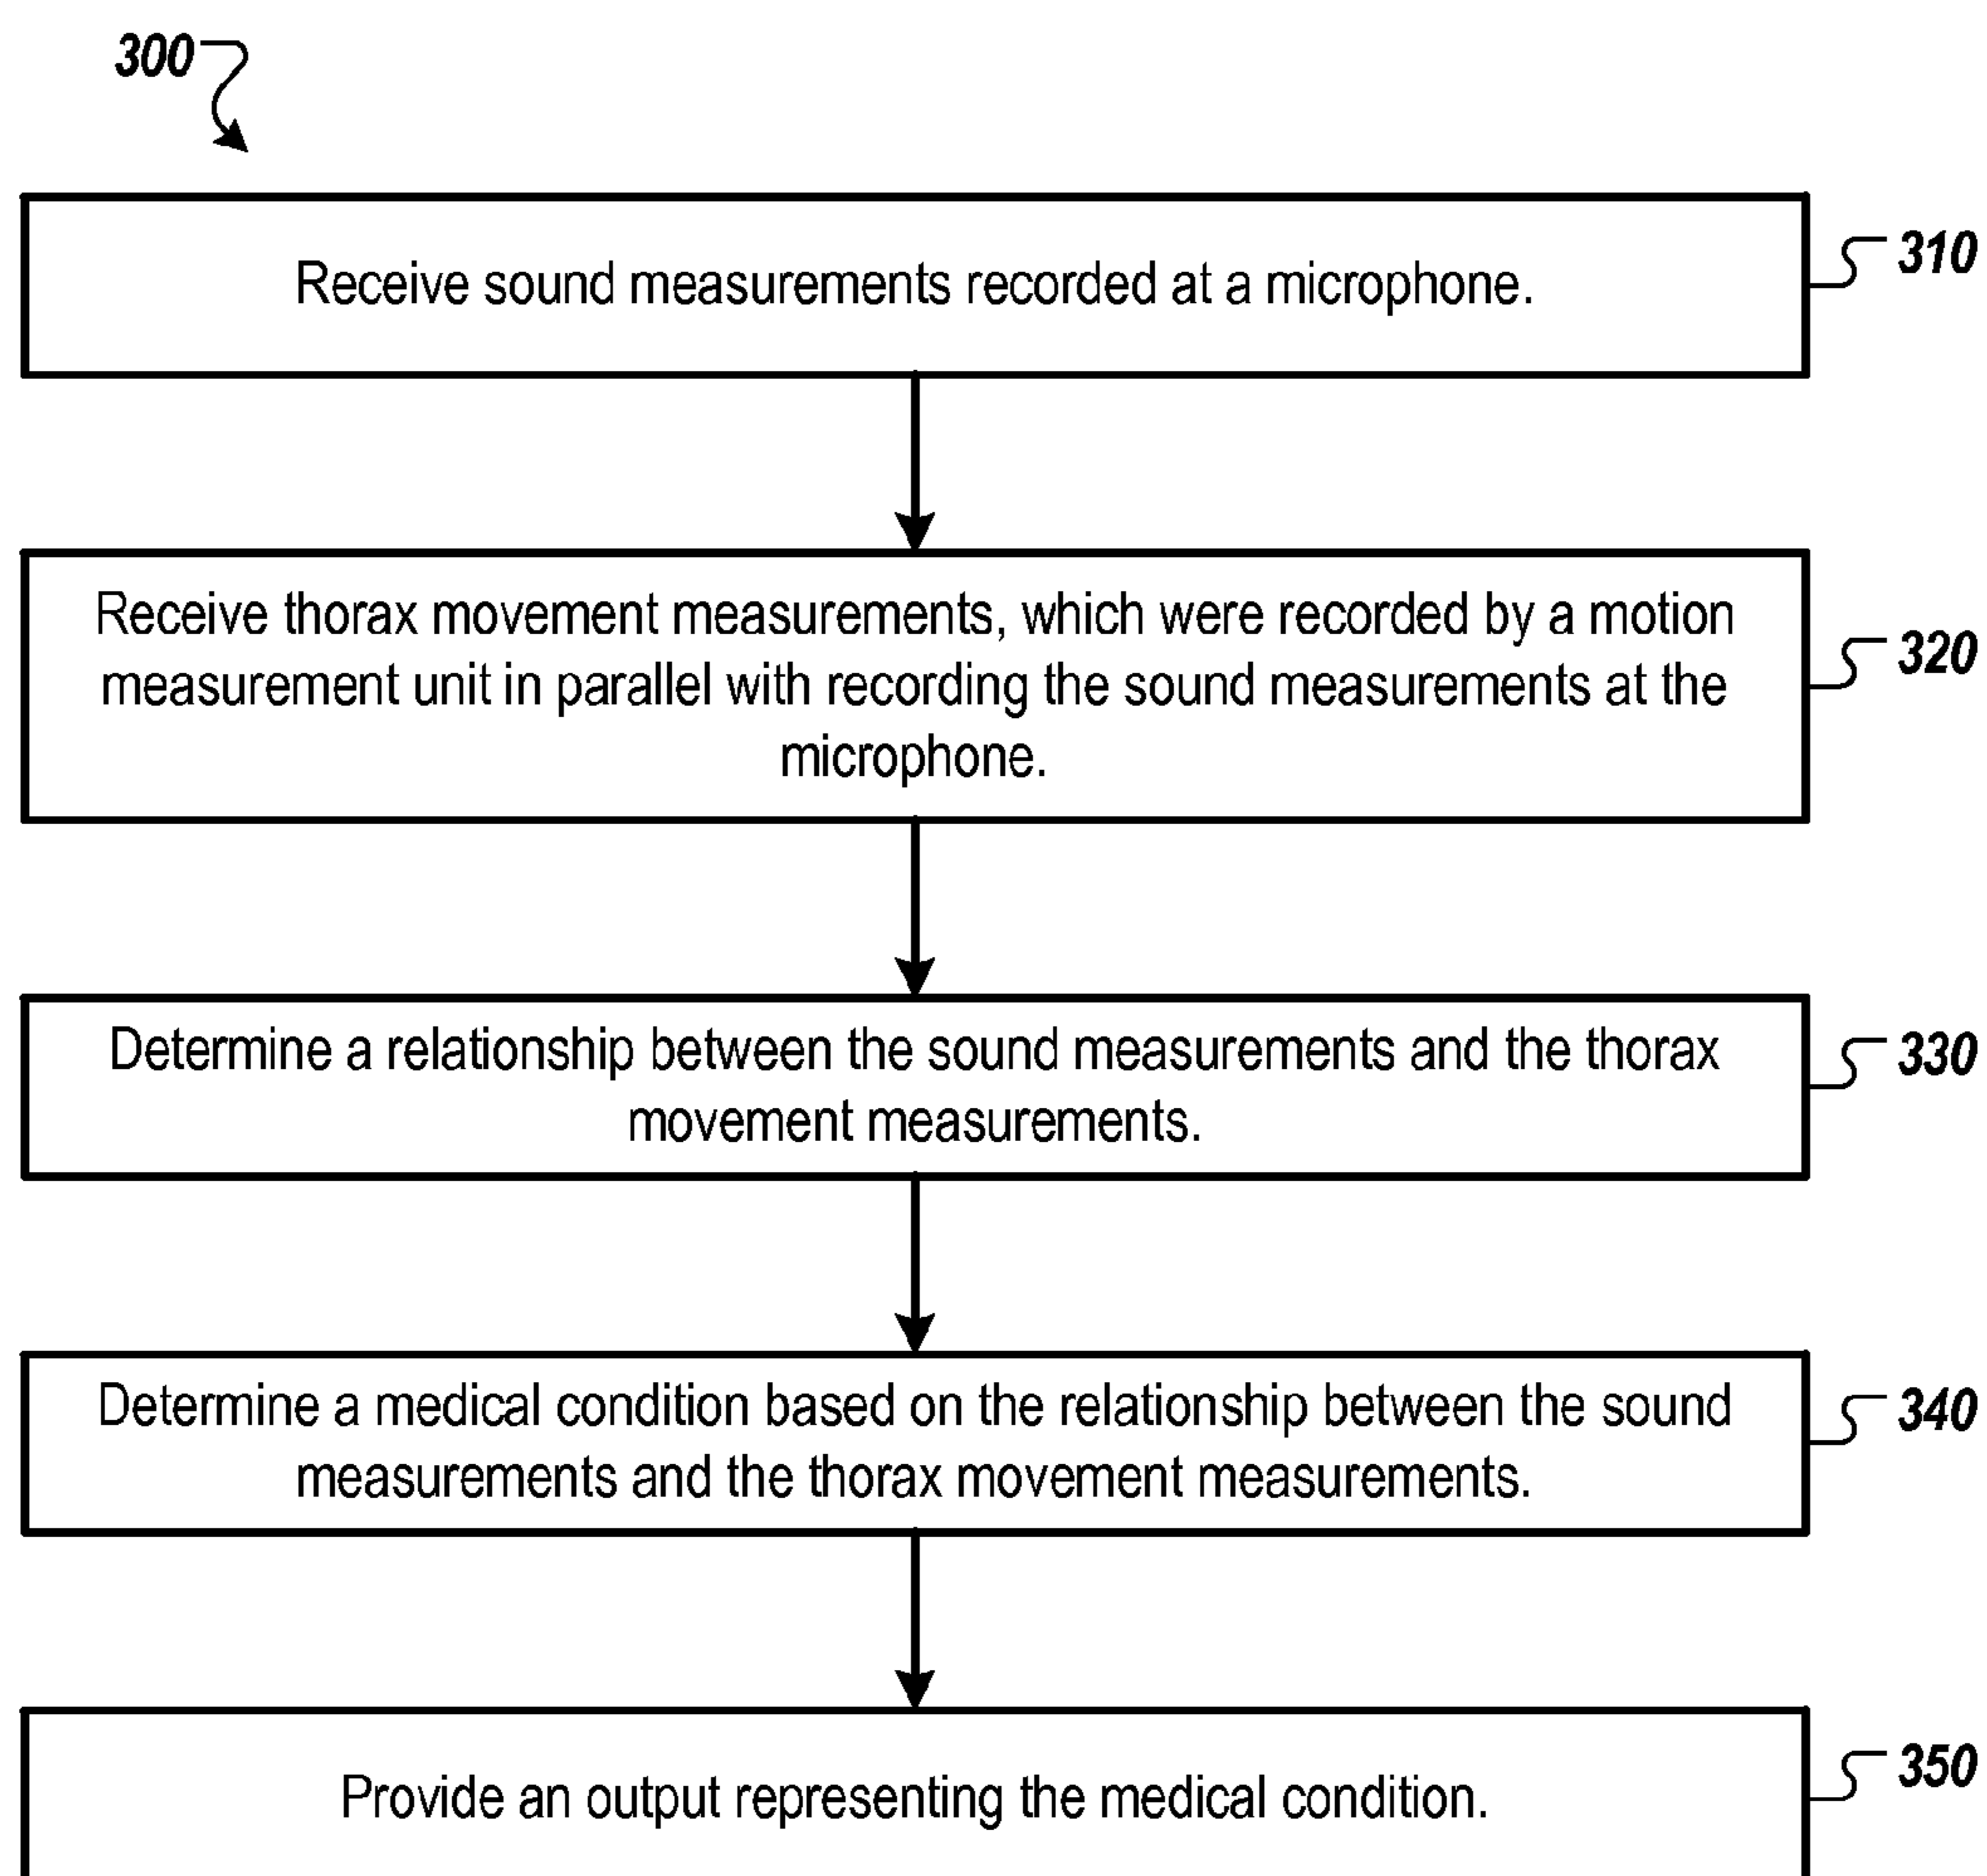 300
Receive sound measurements recorded at a microphone.
310
Receive thorax movement measurements, which were recorded by a motion
measurement unit in parallel with recording the sound measurements at the
microphone.
320
Determine a relationship between the sound measurements and the thorax
movement measurements.
330
Determine a medical condition based on the relationship between the sound
measurements and the thorax movement measurements.
340
Provide an output representing the medical condition.
350